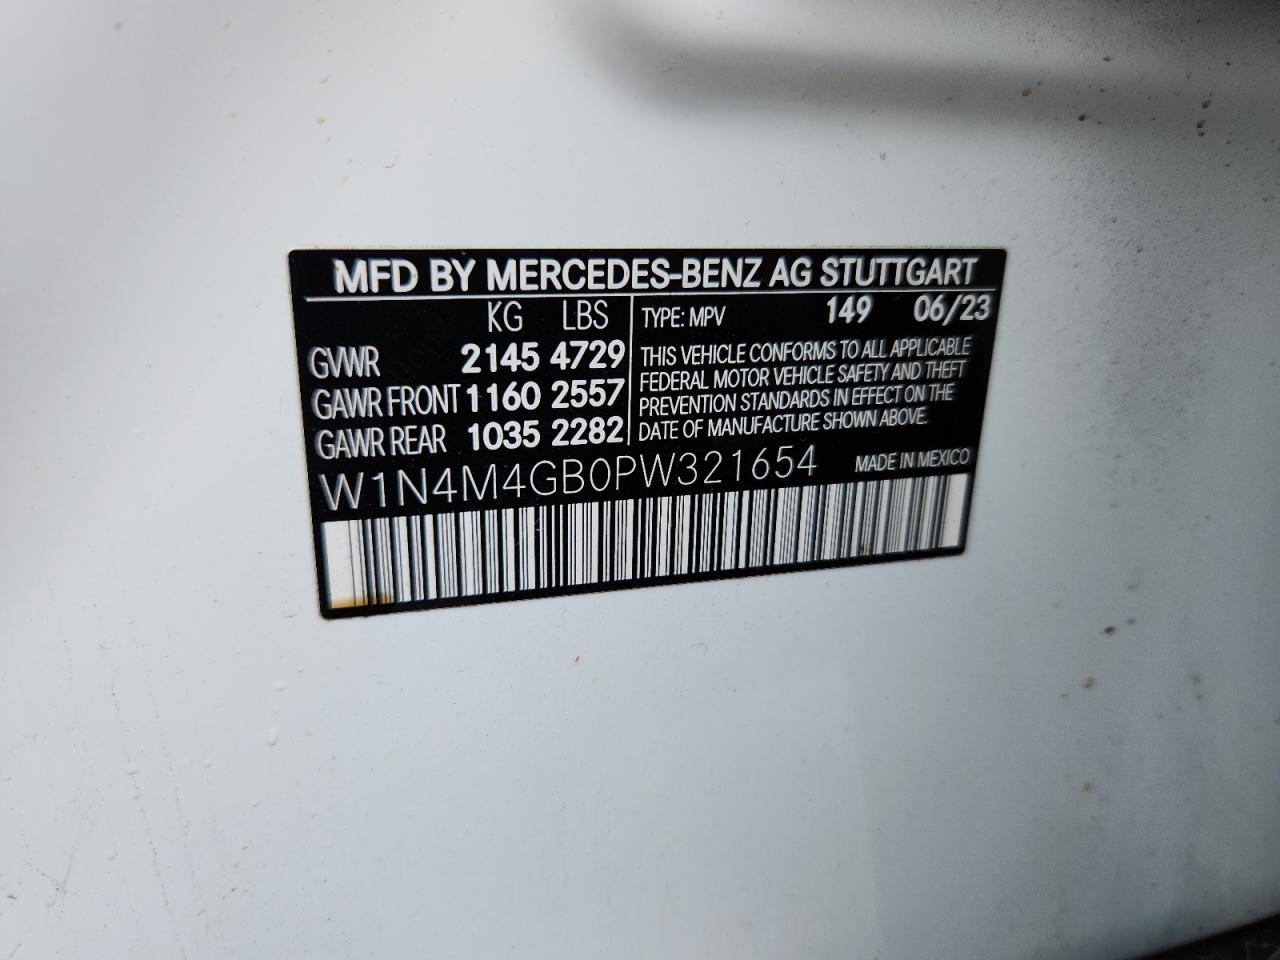 MFD BY MERCEDES-BENZ AG STUTTGART
KG LBS
GVWR 2145 4729
GAWR FRONT 1160 2557
GAWR REAR 1035 2282
TYPE: MPV 149 06/23
THIS VEHICLE CONFORMS TO ALL APPLICABLE
FEDERAL MOTOR VEHICLE SAFETY AND THEFT
PREVENTION STANDARDS IN EFFECT ON THE
DATE OF MANUFACTURE SHOWN ABOVE.
W1N4M4GB0PW321654 MADE IN MEXICO